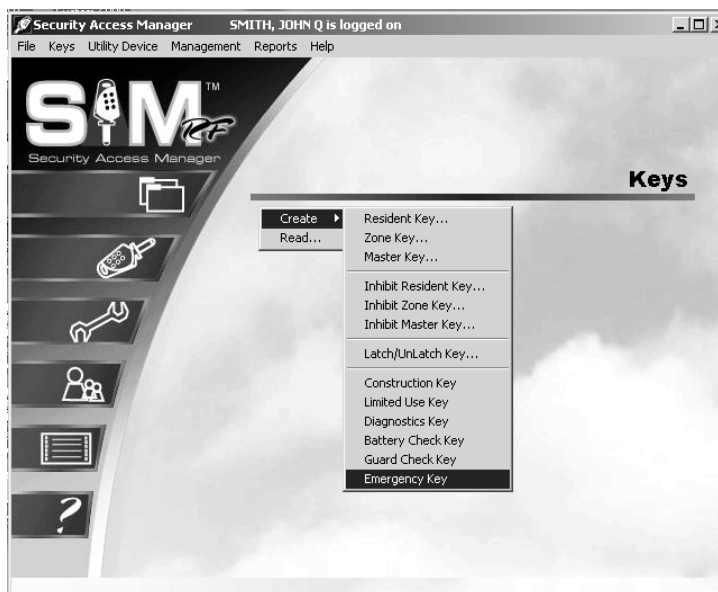 Security Access Manager SMITH, JOHN Q is logged on
File Keys Utility Device Management Reports Help
SAM TM
RF
Security Access Manager
Keys
Create
Read...
Resident Key...
Zone Key...
Master Key...
Inhibit Resident Key...
Inhibit Zone Key...
Inhibit Master Key...
Latch/UnLatch Key...
Construction Key
Limited Use Key
Diagnostics Key
Battery Check Key
Guard Check Key
Emergency Key
?